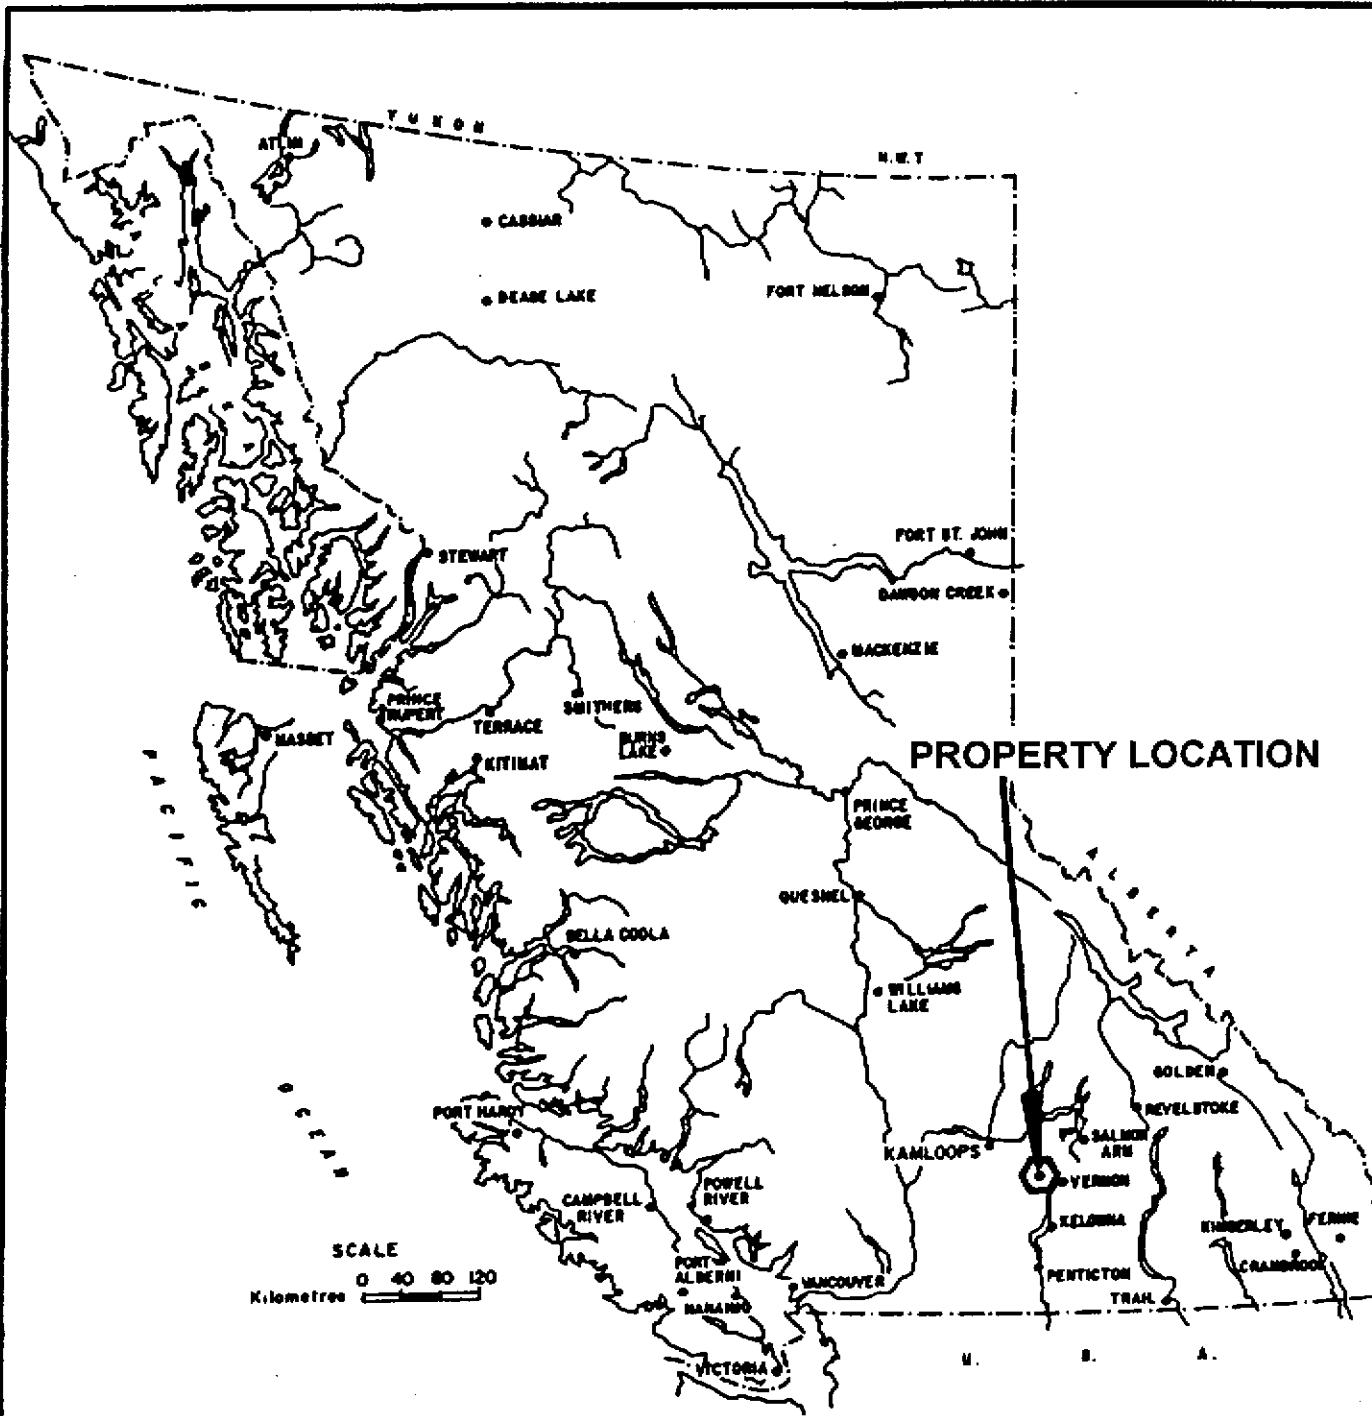 YUKON
N.W.T
ATLIN
CASSIAR
DEASE LAKE
FORT NELSON
FORT ST. JOHN
STEWART
DAWSON CREEK
MACKENZIE
PRINCE
RUPERT
TERRACE
SMITHERS
MASSET
BURNS
LAKE
KITIMAT
PROPERTY LOCATION
PRINCE
GEORGE
PACIFIC
ALBERTA
QUESNEL
BELLA COOLA
WILLIAMS
LAKE
GOLDEN
OCEAN
PORT HARDY
REVELSTOKE
KAMLOOPS
SALMON
ARM
VERNON
POWELL
RIVER
CAMPBELL
RIVER
KELOWNA
KIMBERLEY
FERNIE
SCALE
CRANBROOK
PORT
ALBERNI
PENTICTON
0 40 80 120
Kilometres
VANCOUVER
TRAIL
NANAIMO
U. S. A.
VICTORIA